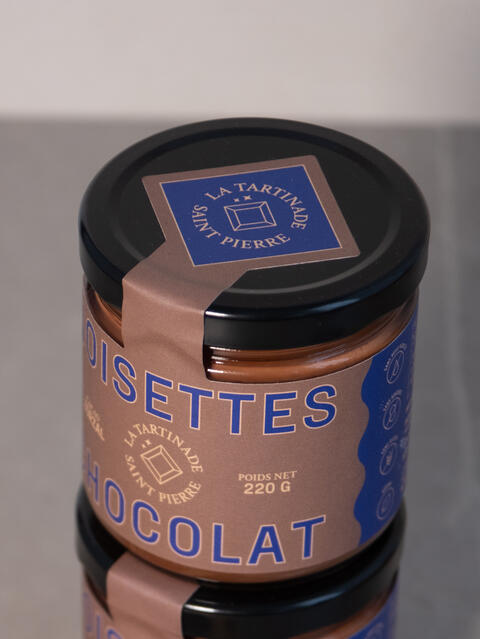 LA TARTINADE
SAINT PIERRE
OISETTES
LA TARTINADE
SAINT PIERRE
POIDS NET
220 G
HOCOLAT